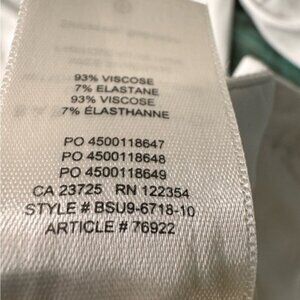 93% VISCOSE
7% ELASTANE
93% VISCOSE
7% ÉLASTHANNE
PO 4500118647
PO 4500118648
PO 4500118649
CA 23725 RN 122354
STYLE # BSU9-6718-10
ARTICLE # 76922